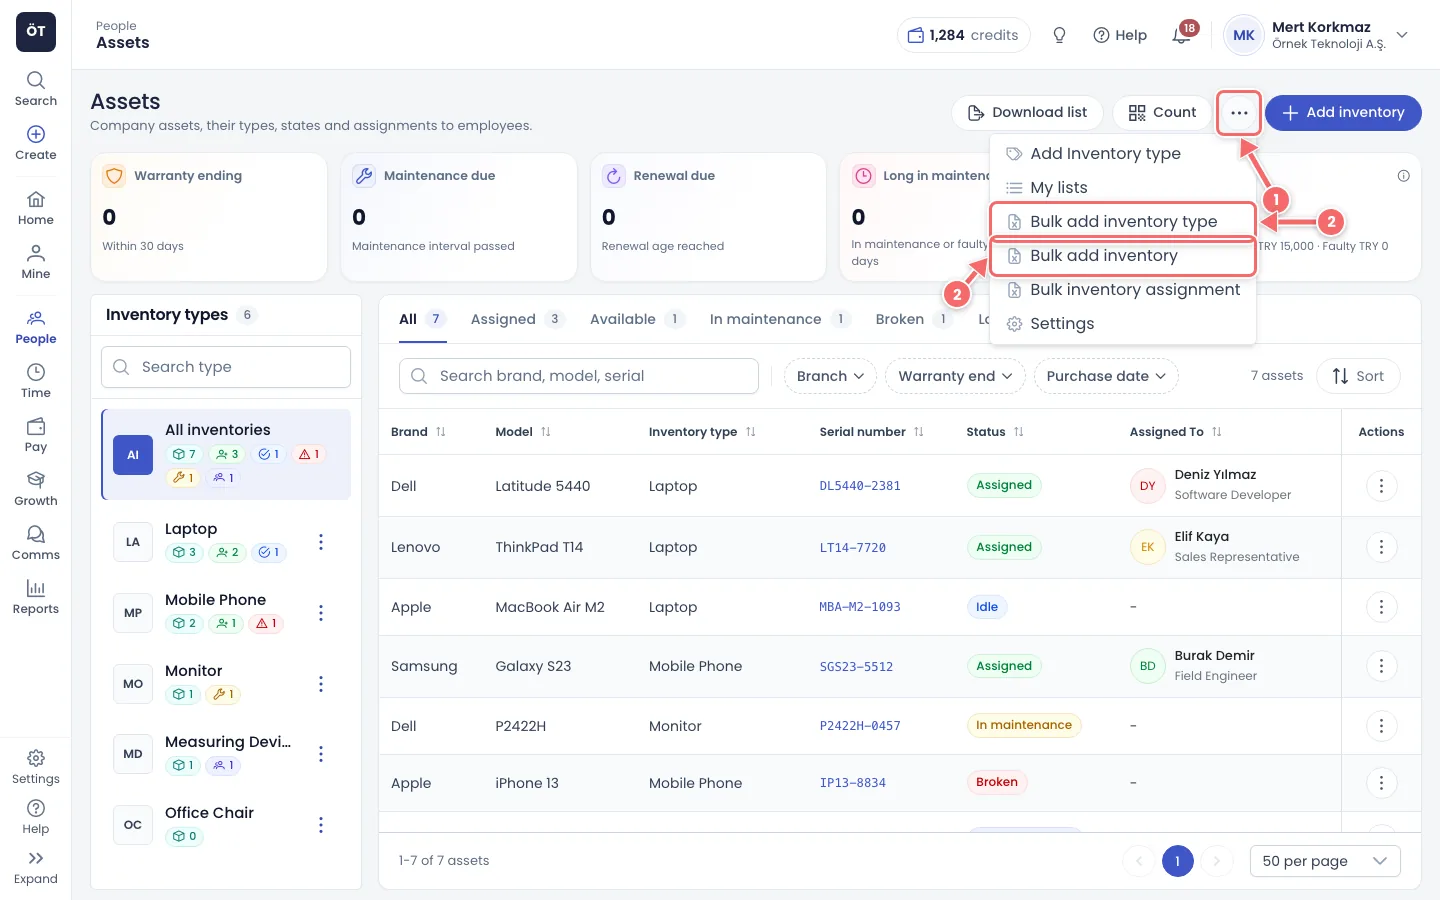 ÖT
People
Assets
1,284 credits
Help
18
MK
Mert Korkmaz
Örnek Teknoloji A.Ş.
Search
Create
Home
Mine
People
Time
Pay
Growth
Comms
Reports
Settings
Help
Expand
Assets
Company assets, their types, states and assignments to employees.
Download list
Count
Add inventory
Add Inventory type
My lists
Bulk add inventory type
Bulk add inventory
Bulk inventory assignment
Settings
1
2
2
Warranty ending
0
Within 30 days
Maintenance due
0
Maintenance interval passed
Renewal due
0
Renewal age reached
Long in maintenan
0
In maintenance or faulty
days
TRY 15,000 · Faulty TRY 0
Inventory types 6
Search type
AI
All inventories
7 3 1 1
1 1
LA
Laptop
3 2 1
MP
Mobile Phone
2 1 1
MO
Monitor
1 1
MD
Measuring Devi...
1 1
OC
Office Chair
0
All 7 Assigned 3 Available 1 In maintenance 1 Broken 1 Lo
Search brand, model, serial
Branch
Warranty end
Purchase date
7 assets
Sort
Brand Model Inventory type Serial number Status Assigned To Actions
Dell Latitude 5440 Laptop DL5440-2381 Assigned DY Deniz Yılmaz
Software Developer
Lenovo ThinkPad T14 Laptop LT14-7720 Assigned EK Elif Kaya
Sales Representative
Apple MacBook Air M2 Laptop MBA-M2-1093 Idle -
Samsung Galaxy S23 Mobile Phone SGS23-5512 Assigned BD Burak Demir
Field Engineer
Dell P2422H Monitor P2422H-0457 In maintenance -
Apple iPhone 13 Mobile Phone IP13-8834 Broken -
1-7 of 7 assets
1
50 per page